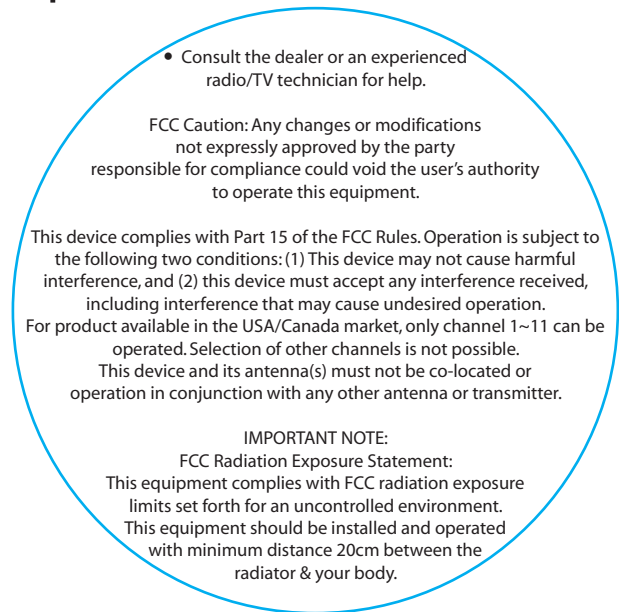 • Consult the dealer or an experienced
radio/TV technician for help.
FCC Caution: Any changes or modifications
not expressly approved by the party
responsible for compliance could void the user's authority
to operate this equipment.
This device complies with Part 15 of the FCC Rules. Operation is subject to
the following two conditions: (1) This device may not cause harmful
interference, and (2) this device must accept any interference received,
including interference that may cause undesired operation.
For product available in the USA/Canada market, only channel 1~11 can be
operated. Selection of other channels is not possible.
This device and its antenna(s) must not be co-located or
operation in conjunction with any other antenna or transmitter.
IMPORTANT NOTE:
FCC Radiation Exposure Statement:
This equipment complies with FCC radiation exposure
limits set forth for an uncontrolled environment.
This equipment should be installed and operated
with minimum distance 20cm between the
radiator & your body.